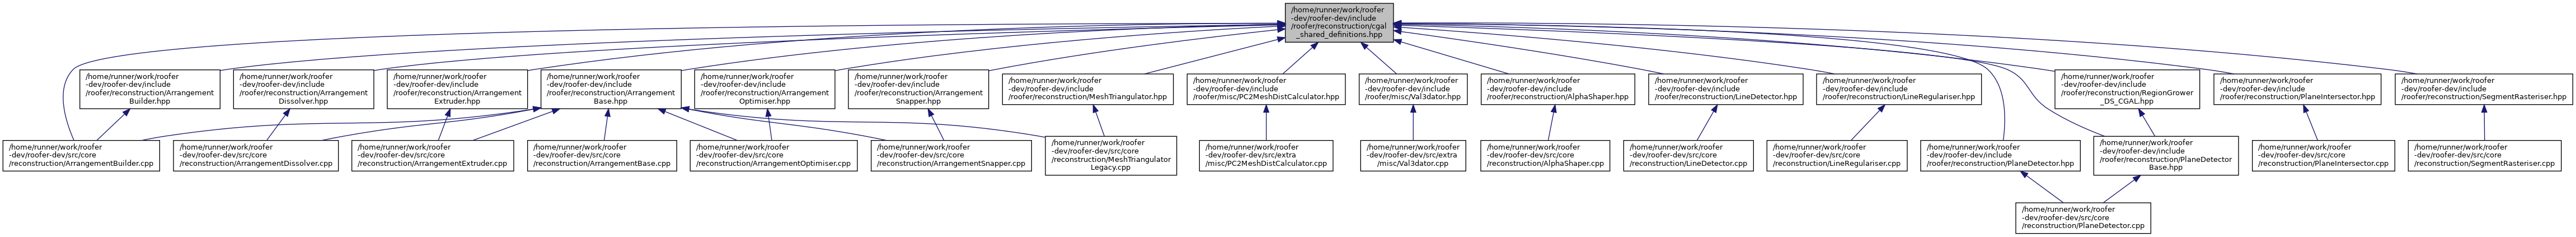 /home/runner/work/roofer
-dev/roofer-dev/include
/roofer/reconstruction/cgal
_shared_definitions.hpp
/home/runner/work/roofer
-dev/roofer-dev/include
/roofer/reconstruction/Arrangement
Builder.hpp
/home/runner/work/roofer
-dev/roofer-dev/include
/roofer/reconstruction/Arrangement
Dissolver.hpp
/home/runner/work/roofer
-dev/roofer-dev/include
/roofer/reconstruction/Arrangement
Extruder.hpp
/home/runner/work/roofer
-dev/roofer-dev/include
/roofer/reconstruction/Arrangement
Base.hpp
/home/runner/work/roofer
-dev/roofer-dev/include
/roofer/reconstruction/Arrangement
Optimiser.hpp
/home/runner/work/roofer
-dev/roofer-dev/include
/roofer/reconstruction/Arrangement
Snapper.hpp
/home/runner/work/roofer
-dev/roofer-dev/include
/roofer/reconstruction/MeshTriangulator.hpp
/home/runner/work/roofer
-dev/roofer-dev/include
/roofer/misc/PC2MeshDistCalculator.hpp
/home/runner/work/roofer
-dev/roofer-dev/include
/roofer/misc/Val3dator.hpp
/home/runner/work/roofer
-dev/roofer-dev/include
/roofer/reconstruction/AlphaShaper.hpp
/home/runner/work/roofer
-dev/roofer-dev/include
/roofer/reconstruction/LineDetector.hpp
/home/runner/work/roofer
-dev/roofer-dev/include
/roofer/reconstruction/LineRegulariser.hpp
/home/runner/work/roofer
-dev/roofer-dev/include
/roofer/reconstruction/RegionGrower
_DS_CGAL.hpp
/home/runner/work/roofer
-dev/roofer-dev/include
/roofer/reconstruction/PlaneIntersector.hpp
/home/runner/work/roofer
-dev/roofer-dev/include
/roofer/reconstruction/SegmentRasteriser.hpp
/home/runner/work/roofer
-dev/roofer-dev/src/core
/reconstruction/ArrangementBuilder.cpp
/home/runner/work/roofer
-dev/roofer-dev/src/core
/reconstruction/ArrangementDissolver.cpp
/home/runner/work/roofer
-dev/roofer-dev/src/core
/reconstruction/ArrangementExtruder.cpp
/home/runner/work/roofer
-dev/roofer-dev/src/core
/reconstruction/ArrangementBase.cpp
/home/runner/work/roofer
-dev/roofer-dev/src/core
/reconstruction/ArrangementOptimiser.cpp
/home/runner/work/roofer
-dev/roofer-dev/src/core
/reconstruction/ArrangementSnapper.cpp
/home/runner/work/roofer
-dev/roofer-dev/src/core
/reconstruction/MeshTriangulator
Legacy.cpp
/home/runner/work/roofer
-dev/roofer-dev/src/extra
/misc/PC2MeshDistCalculator.cpp
/home/runner/work/roofer
-dev/roofer-dev/src/extra
/misc/Val3dator.cpp
/home/runner/work/roofer
-dev/roofer-dev/src/core
/reconstruction/AlphaShaper.cpp
/home/runner/work/roofer
-dev/roofer-dev/src/core
/reconstruction/LineDetector.cpp
/home/runner/work/roofer
-dev/roofer-dev/src/core
/reconstruction/LineRegulariser.cpp
/home/runner/work/roofer
-dev/roofer-dev/include
/roofer/reconstruction/PlaneDetector.hpp
/home/runner/work/roofer
-dev/roofer-dev/include
/roofer/reconstruction/PlaneDetector
Base.hpp
/home/runner/work/roofer
-dev/roofer-dev/src/core
/reconstruction/PlaneIntersector.cpp
/home/runner/work/roofer
-dev/roofer-dev/src/core
/reconstruction/SegmentRasteriser.cpp
/home/runner/work/roofer
-dev/roofer-dev/src/core
/reconstruction/PlaneDetector.cpp